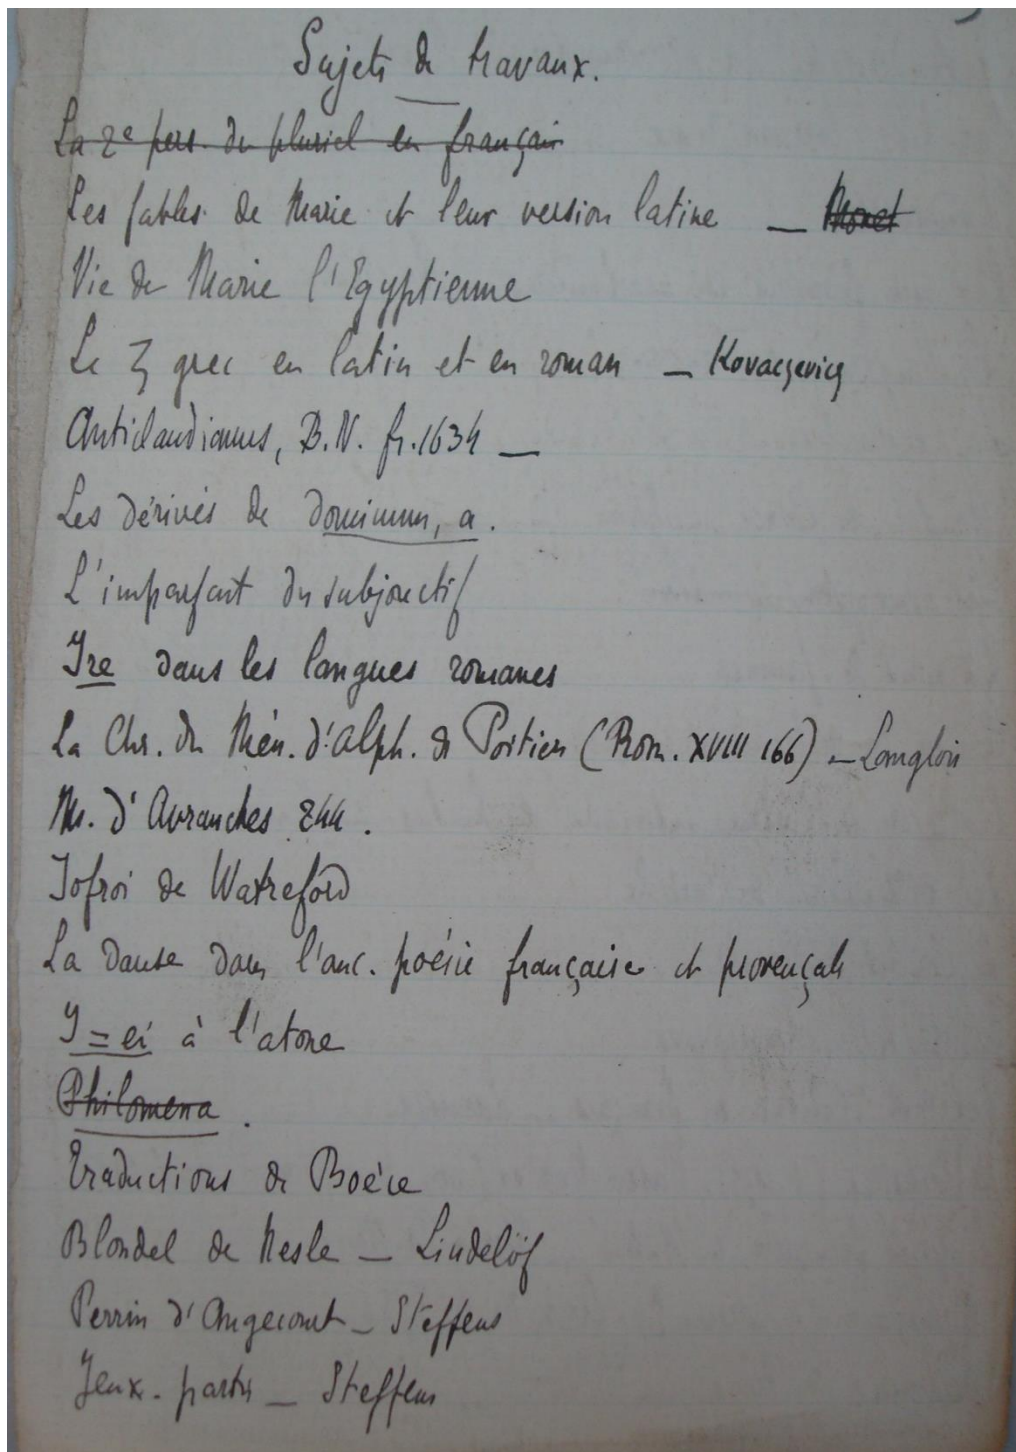 Sujets de travaux.
La 2e pers. du pluriel en français
Les fables de Marie et leur version latine — Monet
Vie de Marie l'Egyptienne
Le ζ grec en latin et en roman — Kovacsevics
Anticlaudianus, B.N. fr. 1634 —
Les dérivés de dominum, a.
L'imparfait du subjonctif
Ire dans les langues romanes
La Chr. du Mén. d'Alph. de Poitiers (Rom. XVIII 166) — Langlois
Ms. d'Avranches 244.
Jofroi de Watreford
La danse dans l'anc. poésie française et provençale
I = ei à l'atone
Philomena.
Traductions de Boèce
Blondel de Nesle — Lindelöf
Perrin d'Angecourt — Steffens
Jeux-partis — Steffens